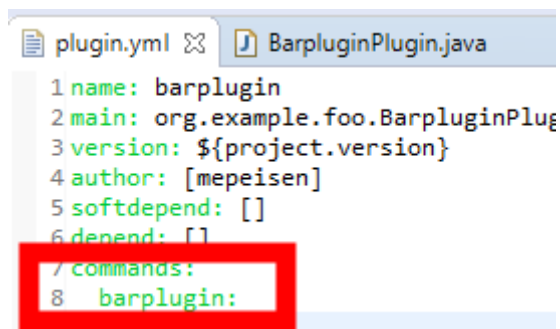 plugin.yml BarpluginPlugin.java
1 name: barplugin
2 main: org.example.foo.BarpluginPlug
3 version: ${project.version}
4 author: [mepeisen]
5 softdepend: []
6 depend: []
7 commands:
8   barplugin: